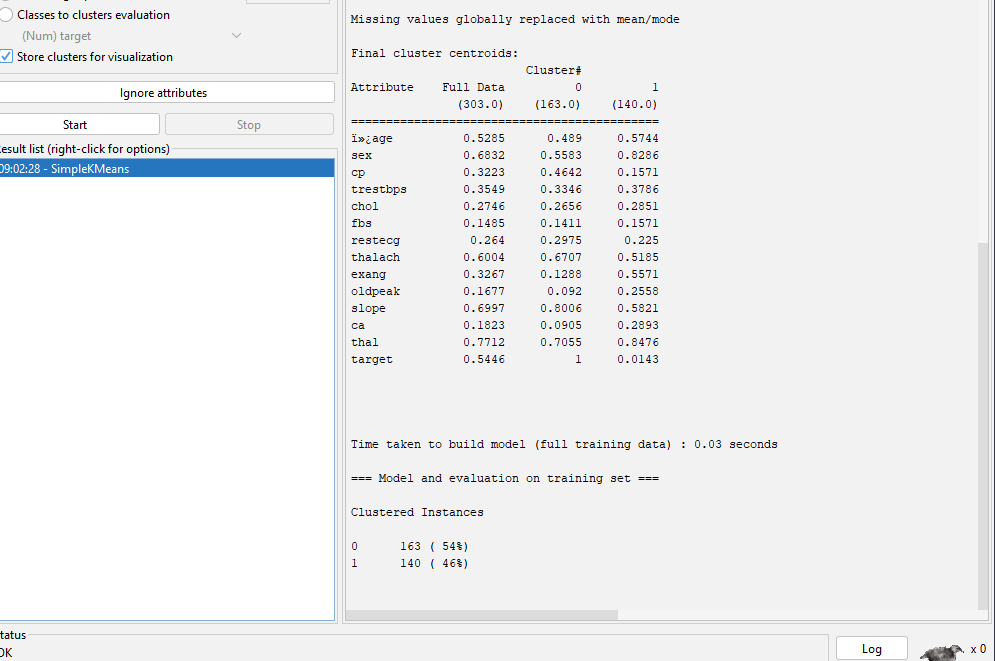 Classes to clusters evaluation
(Num) target
Store clusters for visualization
Ignore attributes
Start Stop
esult list (right-click for options)
09:02:28 - SimpleKMeans
Missing values globally replaced with mean/mode
Final cluster centroids:
Cluster#
Attribute Full Data 0 1
(303.0) (163.0) (140.0)
============================================
ï»¿age 0.5285 0.489 0.5744
sex 0.6832 0.5583 0.8286
cp 0.3223 0.4642 0.1571
trestbps 0.3549 0.3346 0.3786
chol 0.2746 0.2656 0.2851
fbs 0.1485 0.1411 0.1571
restecg 0.264 0.2975 0.225
thalach 0.6004 0.6707 0.5185
exang 0.3267 0.1288 0.5571
oldpeak 0.1677 0.092 0.2558
slope 0.6997 0.8006 0.5821
ca 0.1823 0.0905 0.2893
thal 0.7712 0.7055 0.8476
target 0.5446 1 0.0143
Time taken to build model (full training data) : 0.03 seconds
=== Model and evaluation on training set ===
Clustered Instances
0 163 ( 54%)
1 140 ( 46%)
tatus
OK
Log x 0